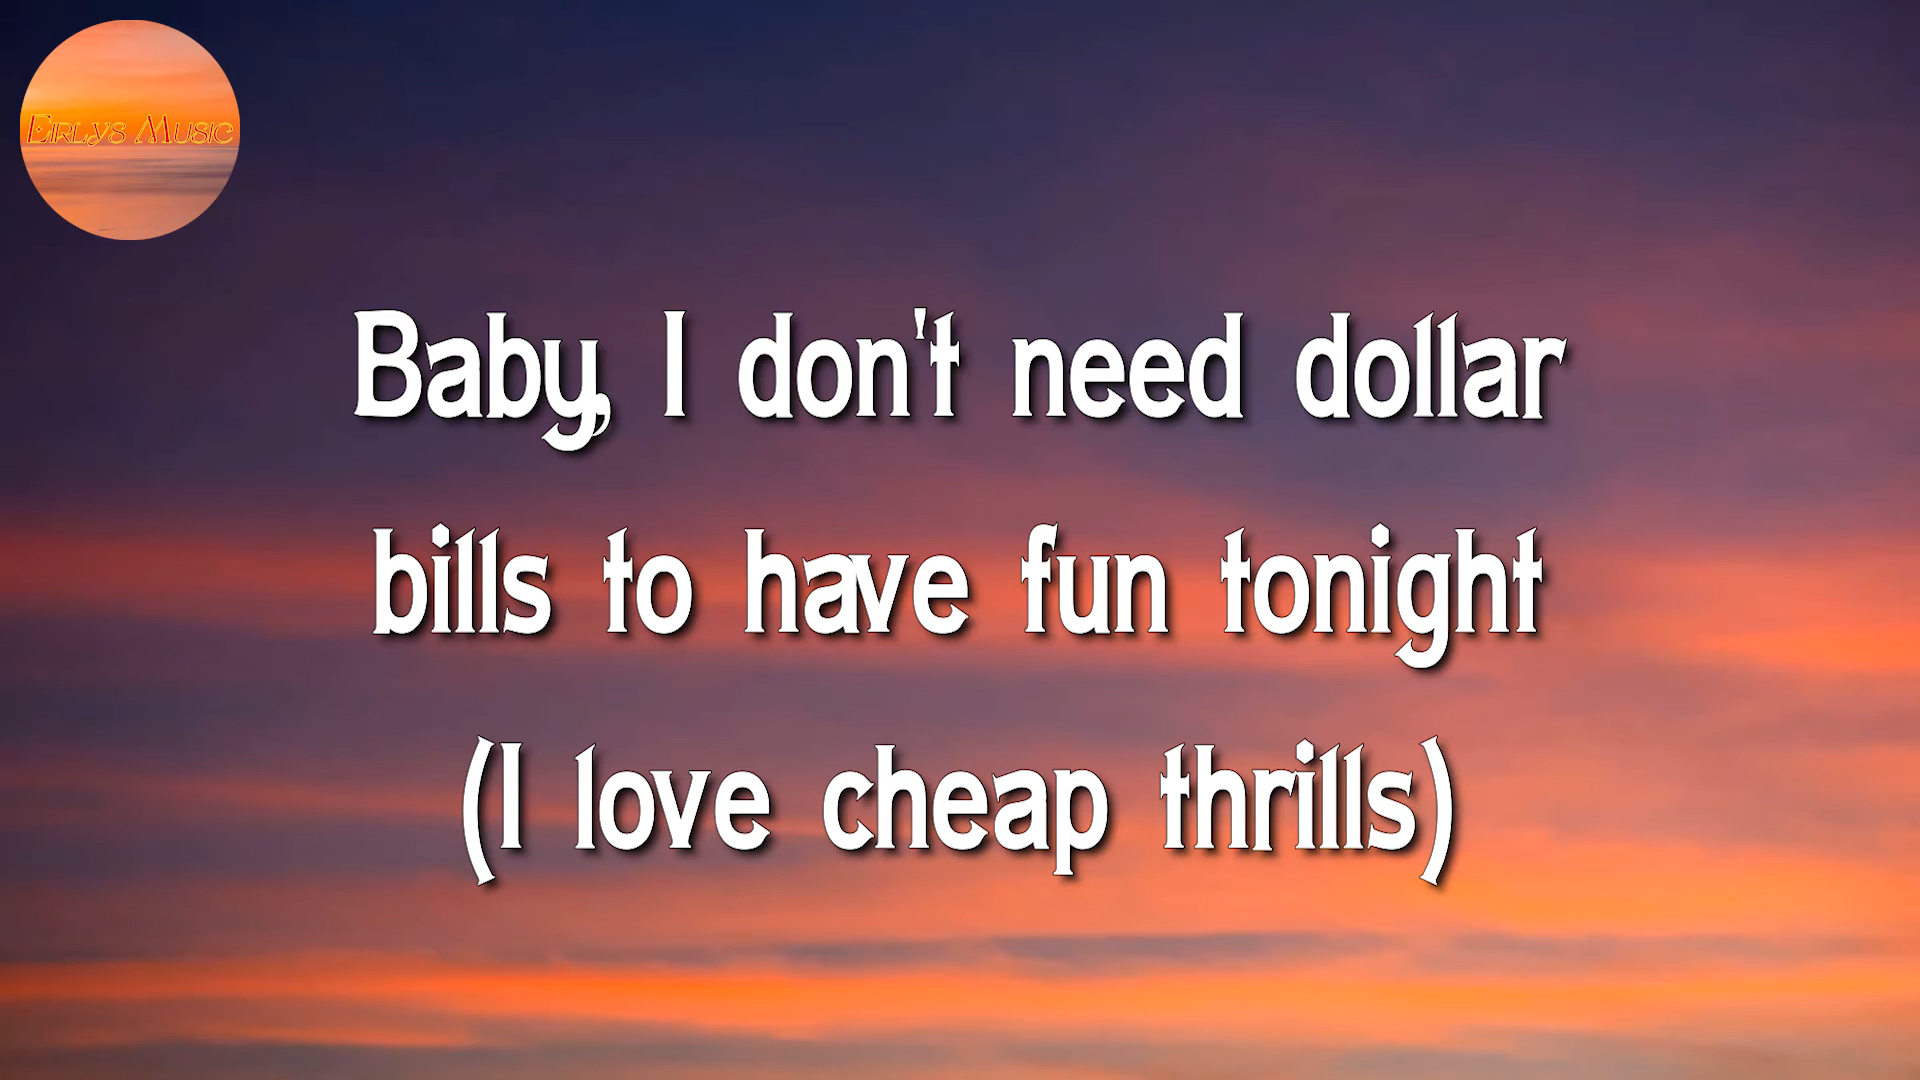 Eirlys Music
Baby, I don't need dollar
bills to have fun tonight
(I love cheap thrills)